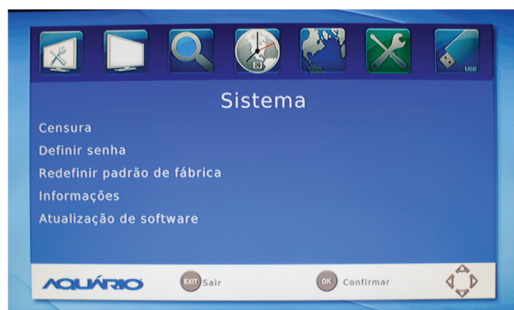 USB
Sistema
Censura
Definir senha
Redefinir padrão de fábrica
Informações
Atualização de software
AQUÁRIO
EXIT Sair
OK Confirmar